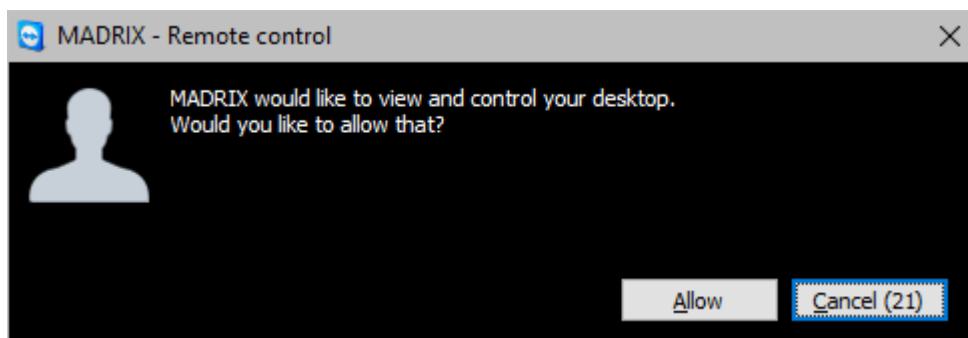 MADRIX - Remote control
MADRIX would like to view and control your desktop.
Would you like to allow that?
Allow
Cancel (21)